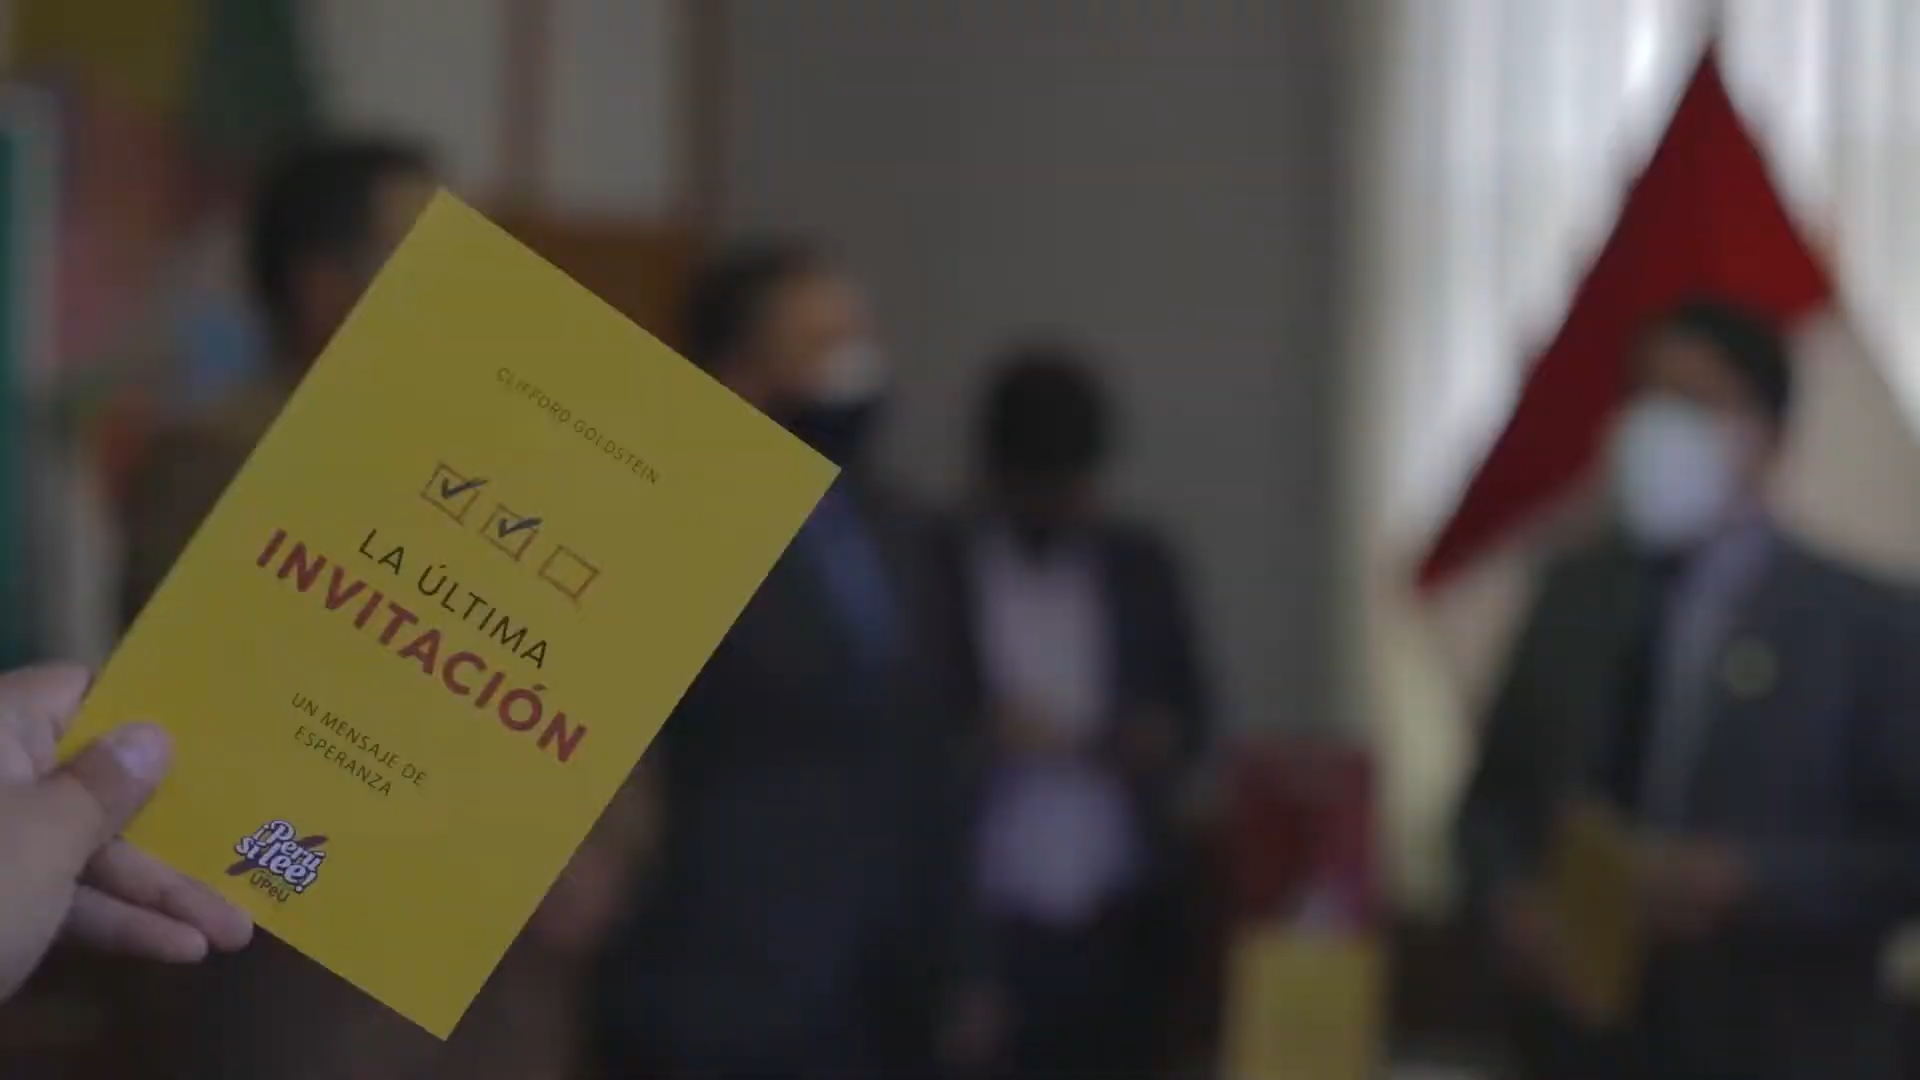 CLIFFORD GOLDSTEIN
LA ÚLTIMA
INVITACIÓN
UN MENSAJE DE
ESPERANZA
¡Perú
sí lee!
UPeU